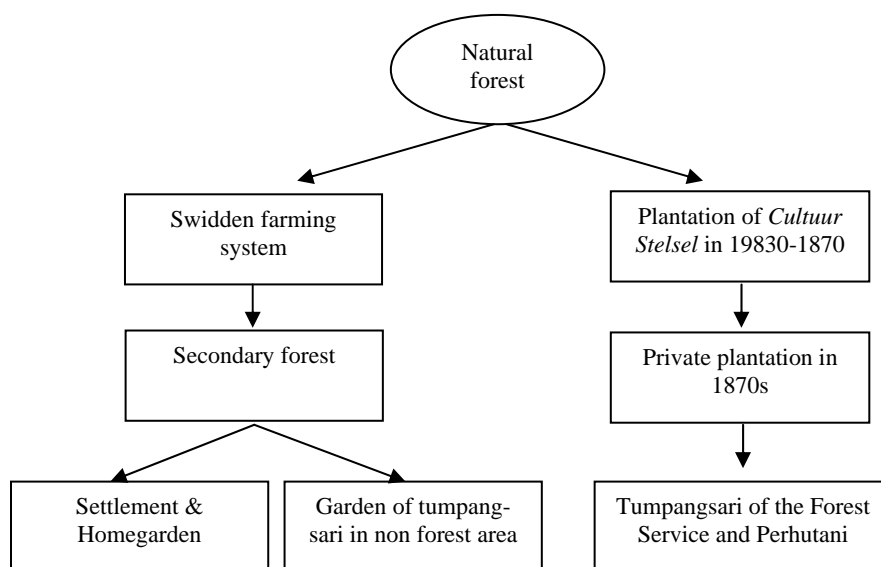 Natural
forest
Swidden farming
system
Plantation of Cultuur
Stelsel in 19830-1870
Secondary forest
Private plantation in
1870s
Settlement &
Homegarden
Garden of tumpang-
sari in non forest area
Tumpangsari of the Forest
Service and Perhutani